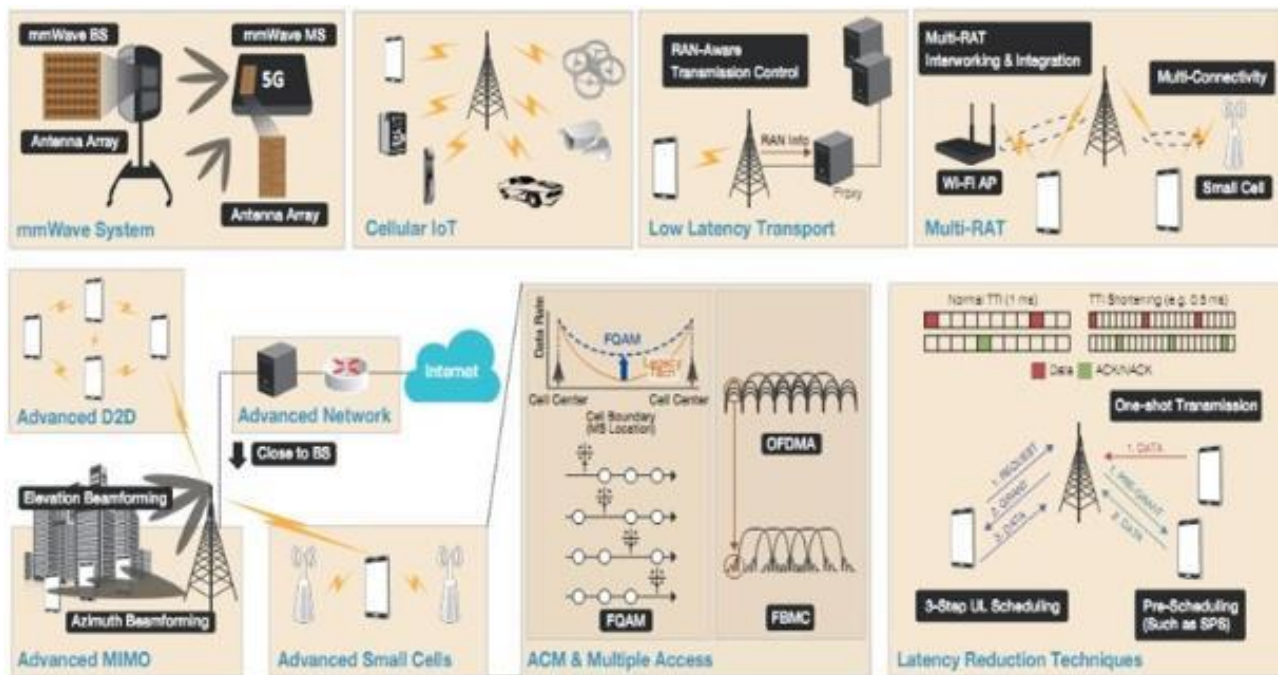 mmWave BS
mmWave MS
5G
Antenna Array
Antenna Array
mmWave System
Cellular IoT
RAN-Aware
Transmission Control
RAN Info
Proxy
Low Latency Transport
Multi-RAT
Interworking & Integration
Multi-Connectivity
Wi-Fi AP
Small Cell
Multi-RAT
Advanced D2D
Internet
Advanced Network
Close to BS
Elevation Beamforming
Azimuth Beamforming
Advanced MIMO
Advanced Small Cells
Data Rate
FQAM
Cell Center
Cell Center
Cell Boundary
(MS Location)
FQAM
OFDMA
FBMC
ACM & Multiple Access
Normal TTI (1 ms)
TTI Shortening (e.g. 0.5 ms)
Data
ACK/NACK
One-shot Transmission
1. DATA
1. REQUEST
2. GRANT
3. DATA
1. PRE-GRANT
2. DATA
3-Step UL Scheduling
Pre-Scheduling
(Such as SPS)
Latency Reduction Techniques